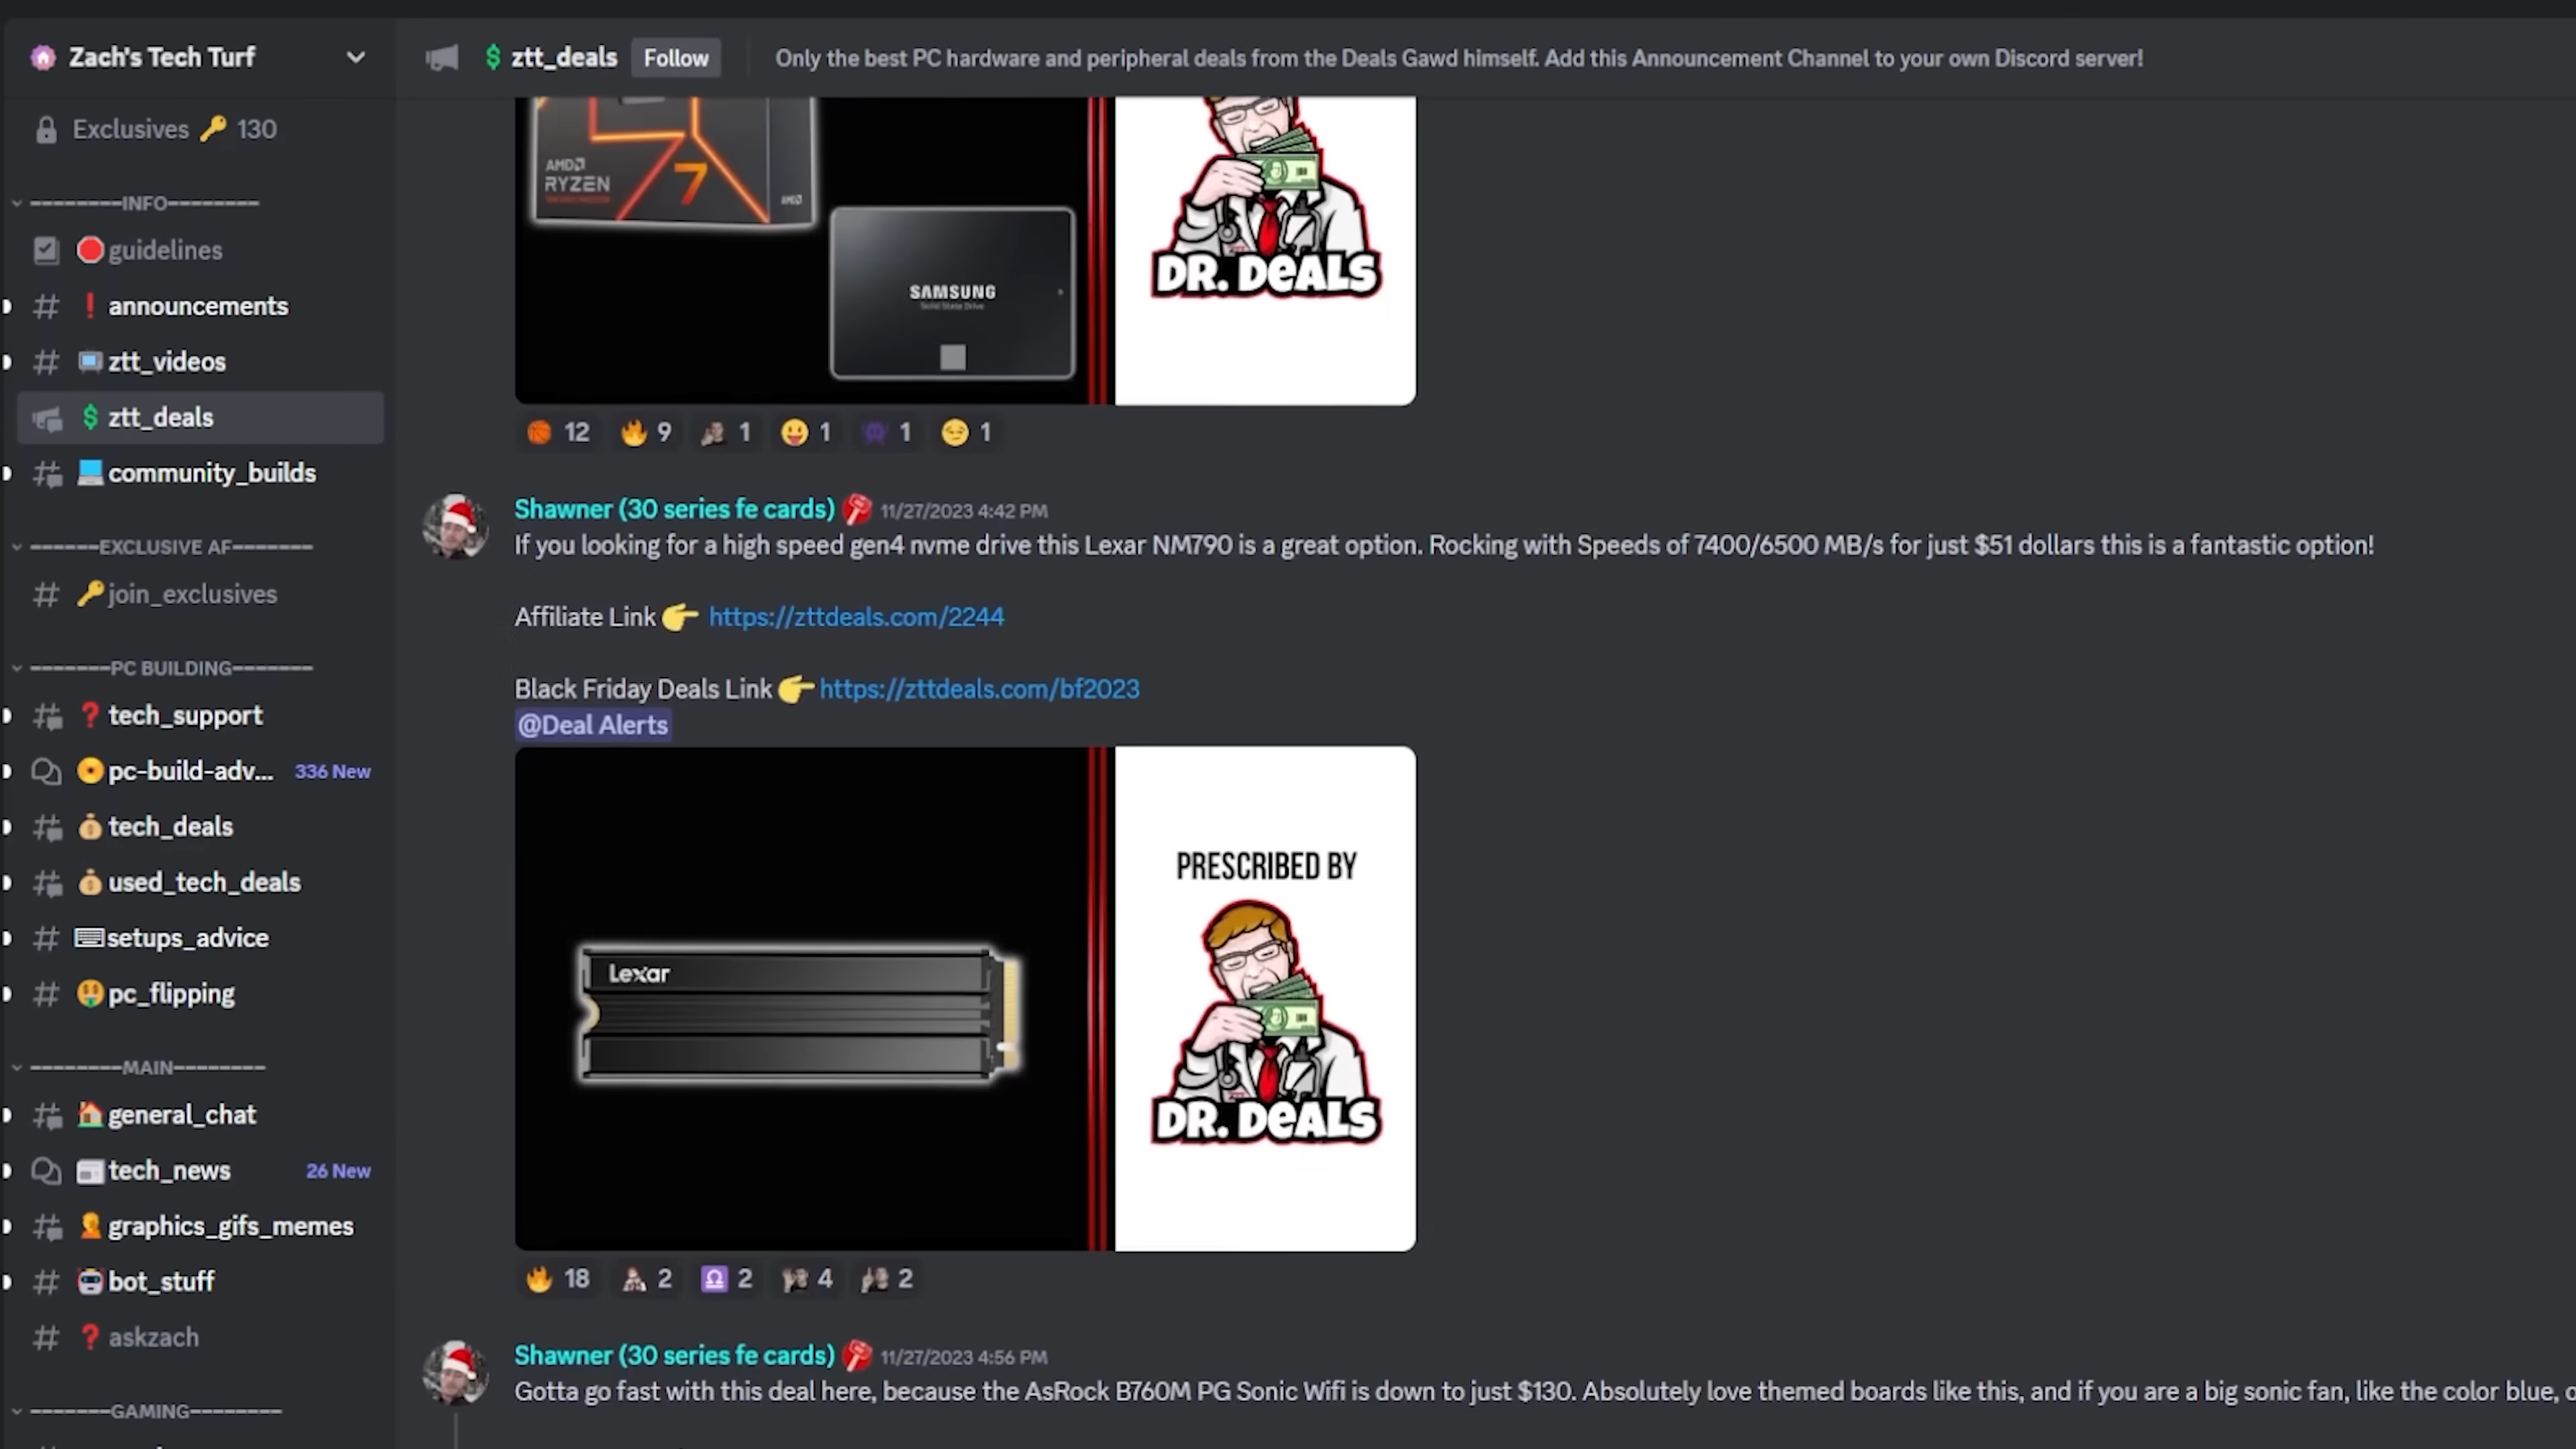 Zach's Tech Turf
Exclusives 🔑 130
--------INFO--------
guidelines
announcements
ztt_videos
ztt_deals
community_builds
------EXCLUSIVE AF-------
join_exclusives
-------PC BUILDING-------
tech_support
pc-build-adv... 336 New
tech_deals
used_tech_deals
setups_advice
pc_flipping
--------MAIN--------
general_chat
tech_news 26 New
graphics_gifs_memes
bot_stuff
askzach
-------GAMING--------
ztt_deals Follow Only the best PC hardware and peripheral deals from the Deals Gawd himself. Add this Announcement Channel to your own Discord server!
AMD
RYZEN
7
AMD
SAMSUNG
Solid State Drive
DR. DeALS
12 9 1 1 1 1
Shawner (30 series fe cards) 11/27/2023 4:42 PM
If you looking for a high speed gen4 nvme drive this Lexar NM790 is a great option. Rocking with Speeds of 7400/6500 MB/s for just $51 dollars this is a fantastic option!
Affiliate Link 👉 https://zttdeals.com/2244
Black Friday Deals Link 👉 https://zttdeals.com/bf2023
@Deal Alerts
Lexar
PRESCRIBED BY
DR. DeALS
18 2 2 4 2
Shawner (30 series fe cards) 11/27/2023 4:56 PM
Gotta go fast with this deal here, because the AsRock B760M PG Sonic Wifi is down to just $130. Absolutely love themed boards like this, and if you are a big sonic fan, like the color blue,